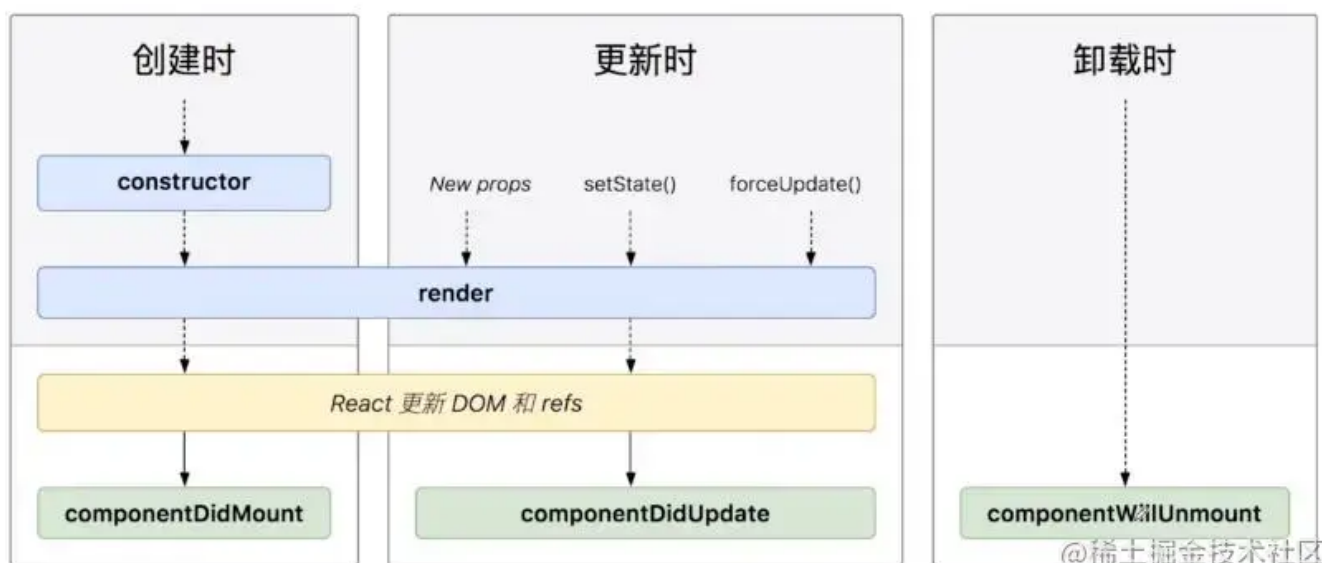 创建时 更新时 卸载时
constructor New props setState() forceUpdate()
render
React 更新 DOM 和 refs
componentDidMount componentDidUpdate componentWillUnmount
@稀土掘金技术社区